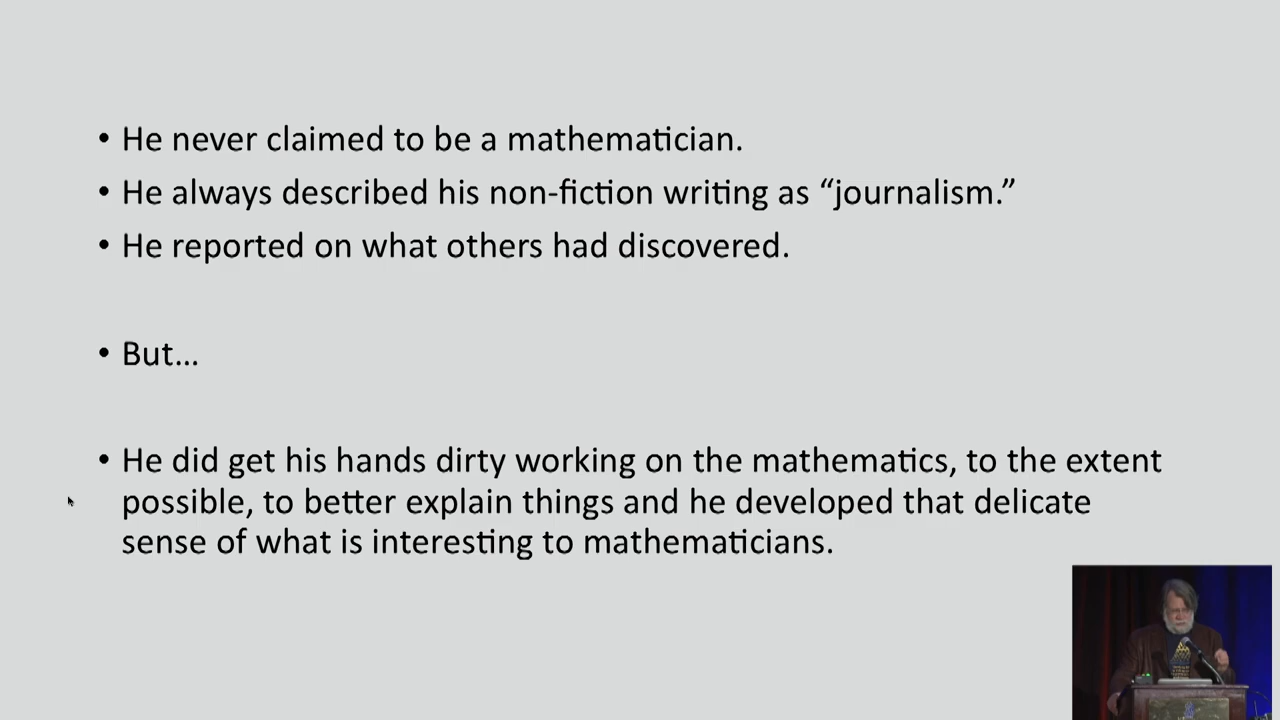 • He never claimed to be a mathematician.
• He always described his non-fiction writing as “journalism.”
• He reported on what others had discovered.
• But...
• He did get his hands dirty working on the mathematics, to the extent
possible, to better explain things and he developed that delicate
sense of what is interesting to mathematicians.